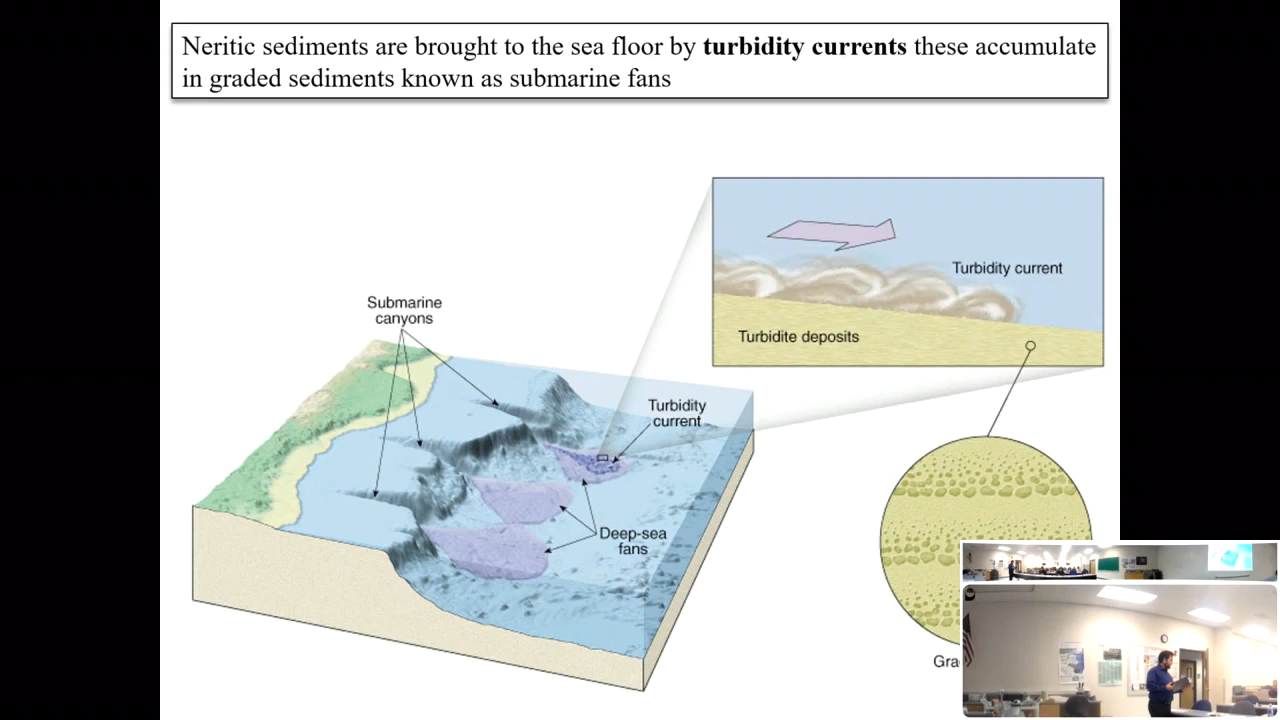 Neritic sediments are brought to the sea floor by turbidity currents these accumulate
in graded sediments known as submarine fans
Turbidity current
Turbidite deposits
Submarine
canyons
Turbidity
current
Deep-sea
fans
Gra